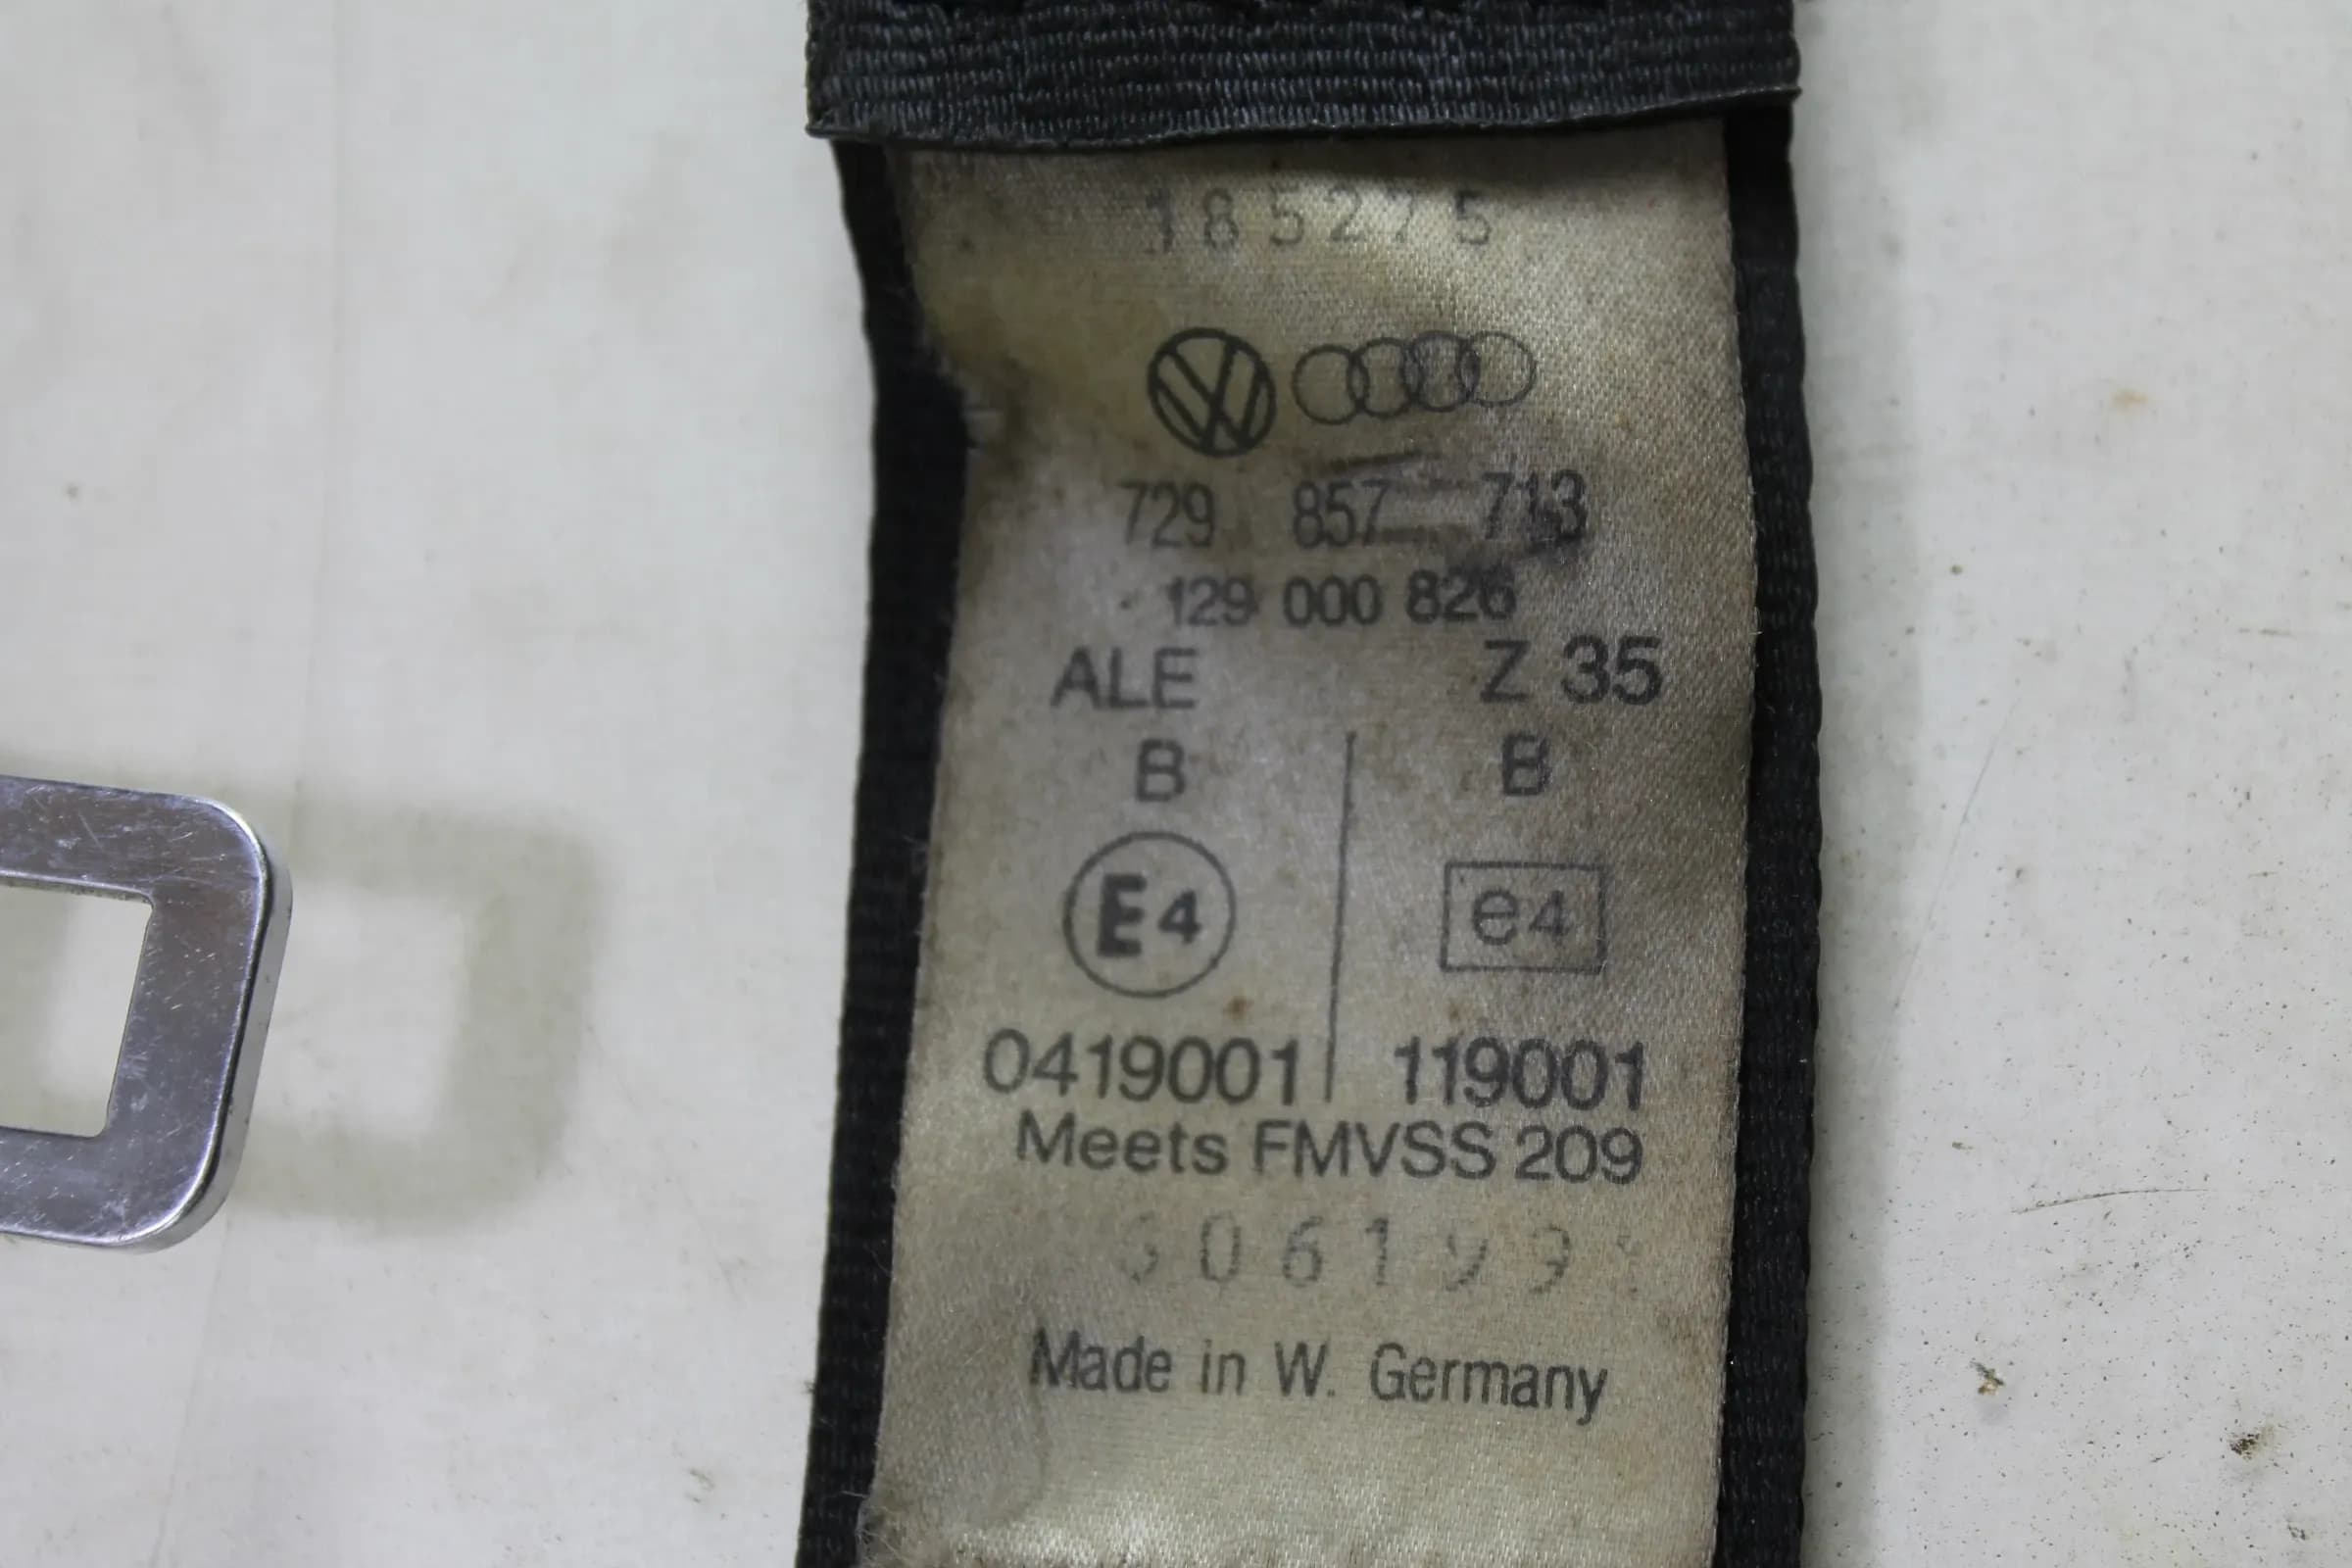 185275
729 857 713
129 000 826
ALE Z 35
B B
E4 e4
0419001 119001
Meets FMVSS 209
Made in W. Germany